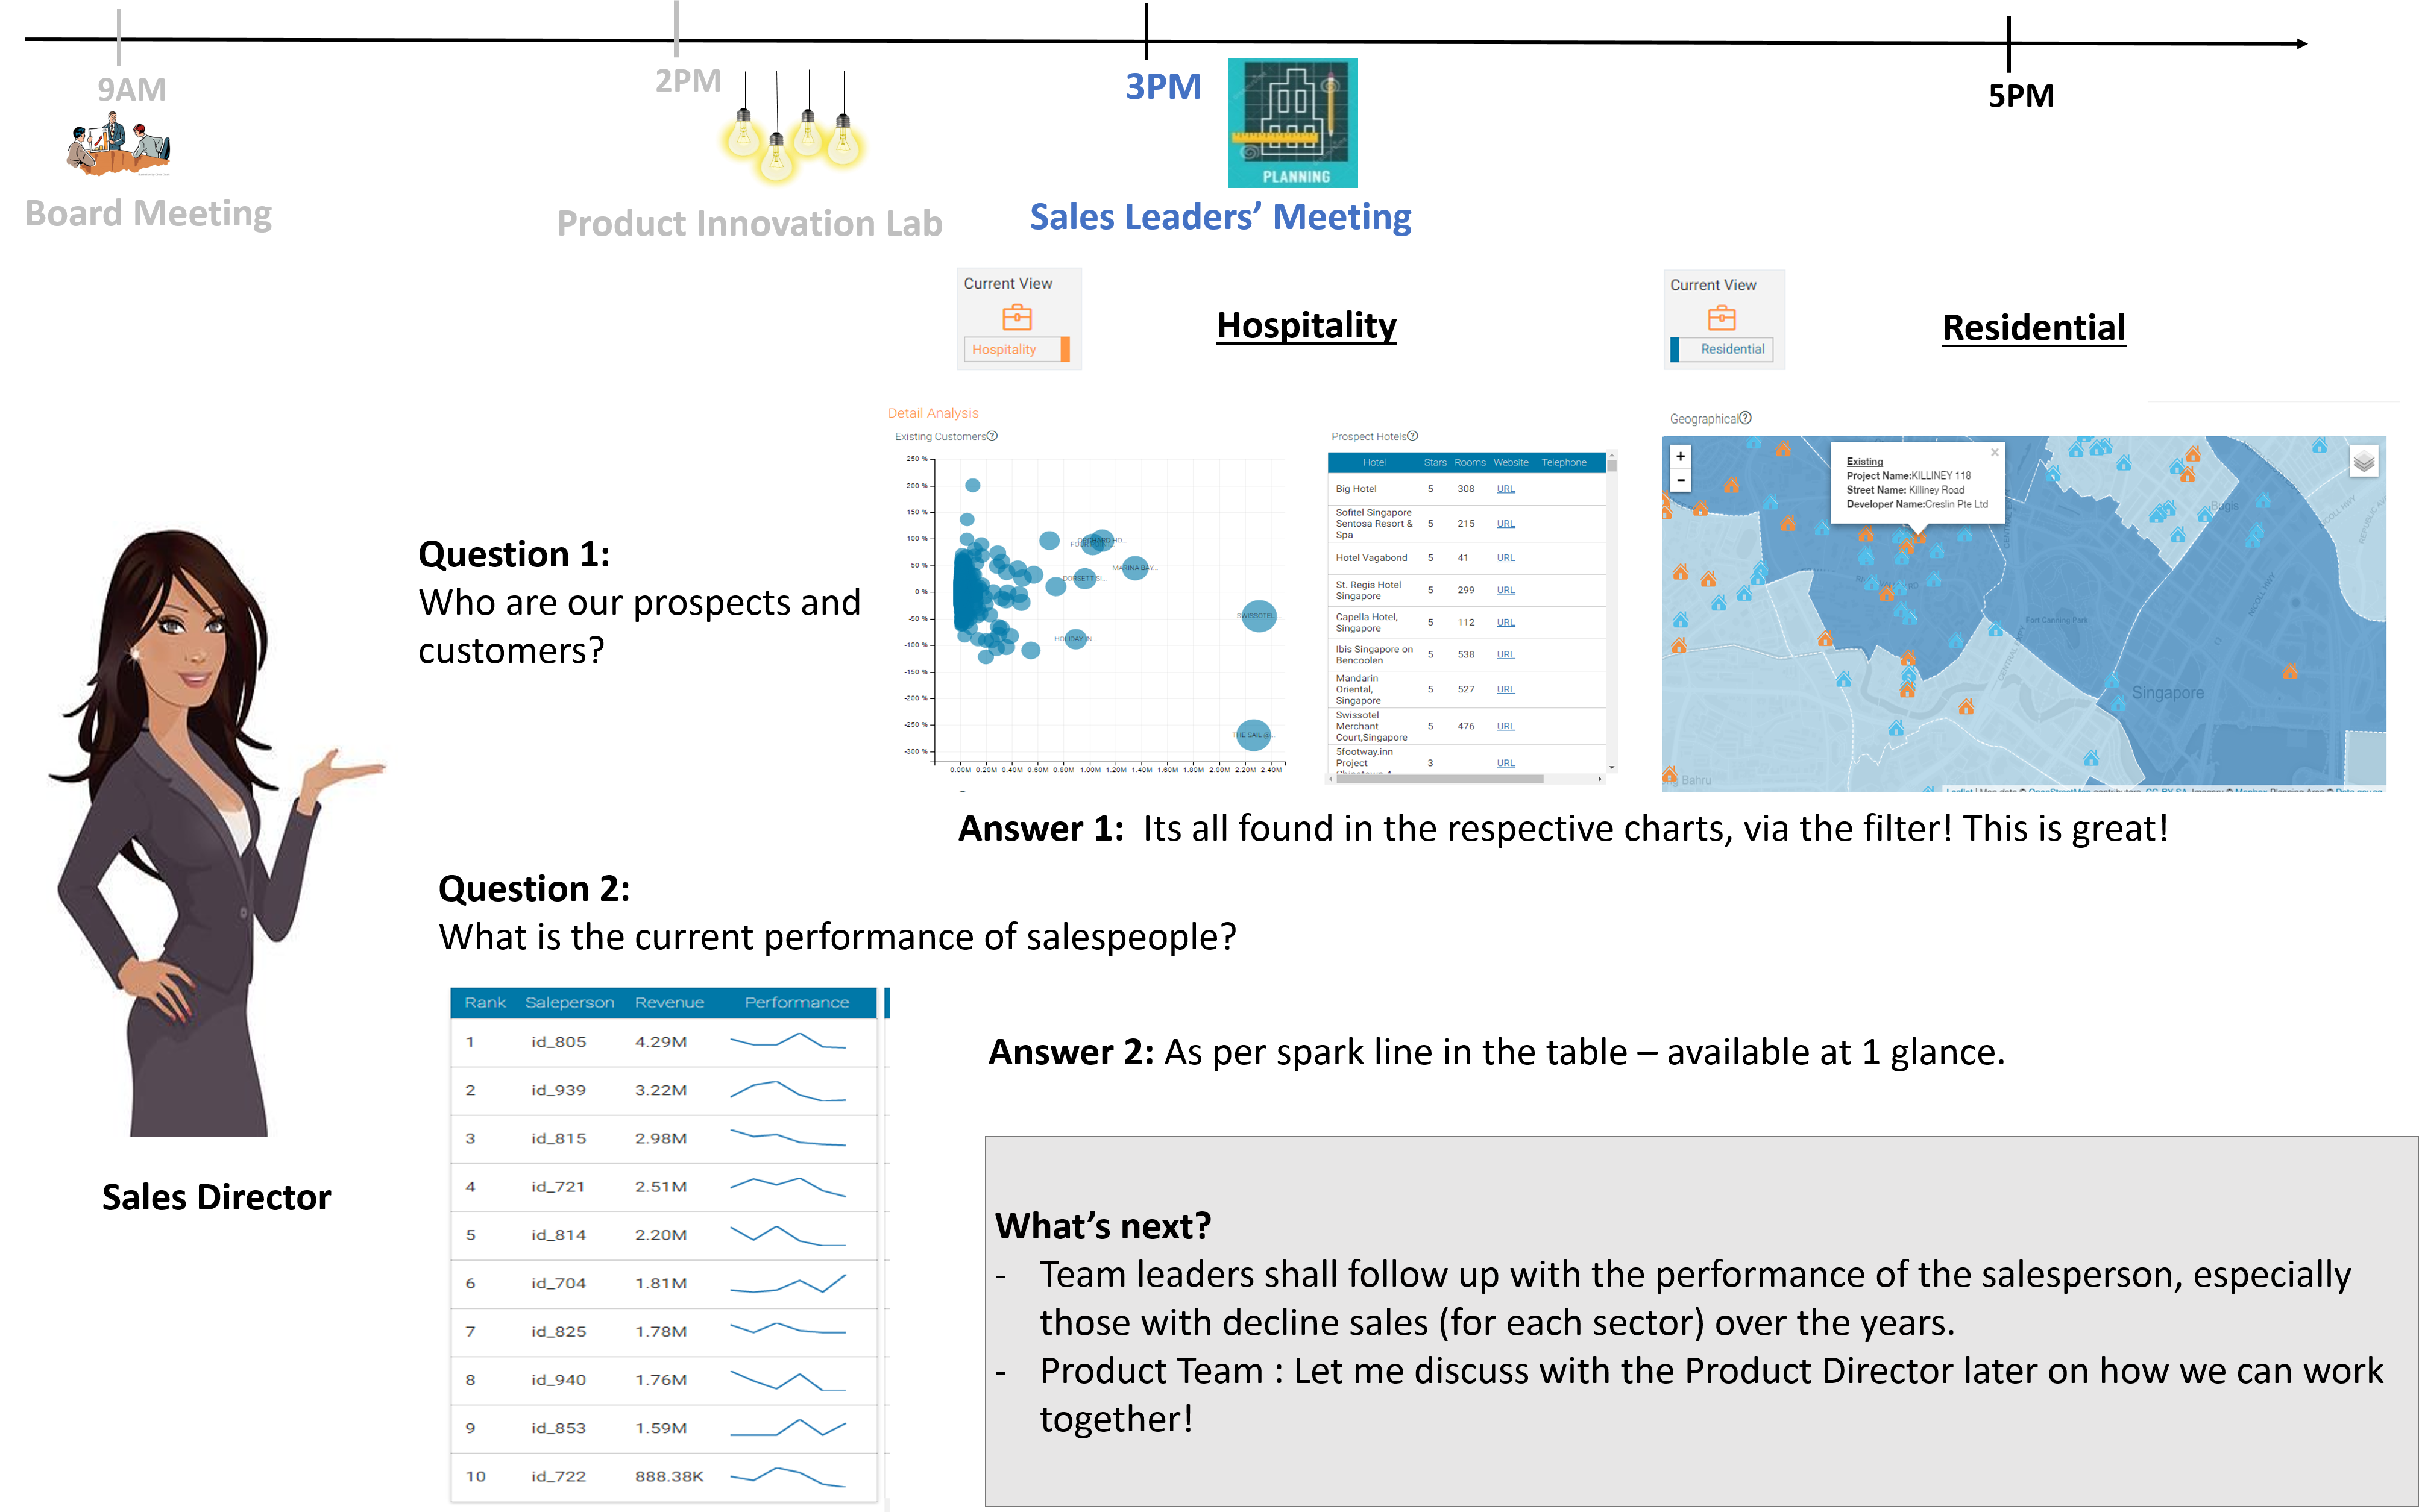 9AM
2PM
3PM
5PM
PLANNING
Board Meeting
Product Innovation Lab
Sales Leaders’ Meeting
Current View
Hospitality
Hospitality
Current View
Residential
Residential
Detail Analysis
Existing Customers?
250 %
200 %
150 %
100 %
50 %
0 %
-50 %
-100 %
-150 %
-200 %
-250 %
-300 %
MARINA BAY...
DORSETT SI...
SWISSOTEL
HOLIDAY IN...
THE SAIL (E...
0.00M 0.20M 0.40M 0.60M 0.80M 1.00M 1.20M 1.40M 1.60M 1.80M 2.00M 2.20M 2.40M
Prospect Hotels?
Hotel Stars Rooms Website Telephone
Big Hotel 5 308 URL
Sofitel Singapore
Sentosa Resort & 5 215 URL
Spa
Hotel Vagabond 5 41 URL
St. Regis Hotel
Singapore 5 299 URL
Capella Hotel,
Singapore 5 112 URL
Ibis Singapore on
Bencoolen 5 538 URL
Mandarin
Oriental, 5 527 URL
Singapore
Swissotel
Merchant 5 476 URL
Court,Singapore
5footway.inn
Project 3 URL
Geographical?
+
-
Existing
Project Name:KILLINEY 118
Street Name: Killiney Road
Developer Name:Creslin Pte Ltd
Bugis
NICOLL HWY
Fort Canning Park
Singapore
Bahru
Question 1:
Who are our prospects and
customers?
Answer 1: Its all found in the respective charts, via the filter! This is great!
Question 2:
What is the current performance of salespeople?
Rank Saleperson Revenue Performance
1 id_805 4.29M
2 id_939 3.22M
3 id_815 2.98M
4 id_721 2.51M
5 id_814 2.20M
6 id_704 1.81M
7 id_825 1.78M
8 id_940 1.76M
9 id_853 1.59M
10 id_722 888.38K
Answer 2: As per spark line in the table – available at 1 glance.
Sales Director
What’s next?
- Team leaders shall follow up with the performance of the salesperson, especially
those with decline sales (for each sector) over the years.
- Product Team : Let me discuss with the Product Director later on how we can work
together!